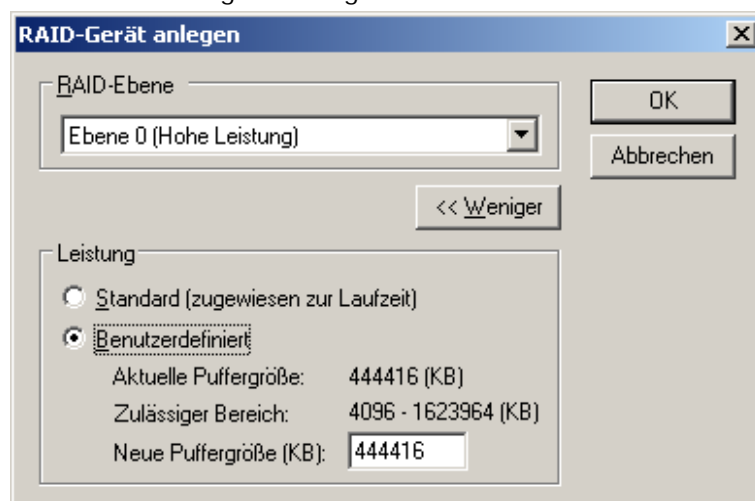 RAID-Gerät anlegen
RAID-Ebene
Ebene 0 (Hohe Leistung)
OK
Abbrechen
<< Weniger
Leistung
Standard (zugewiesen zur Laufzeit)
Benutzerdefiniert
Aktuelle Puffergröße: 444416 (KB)
Zulässiger Bereich: 4096 - 1623964 (KB)
Neue Puffergröße (KB): 444416